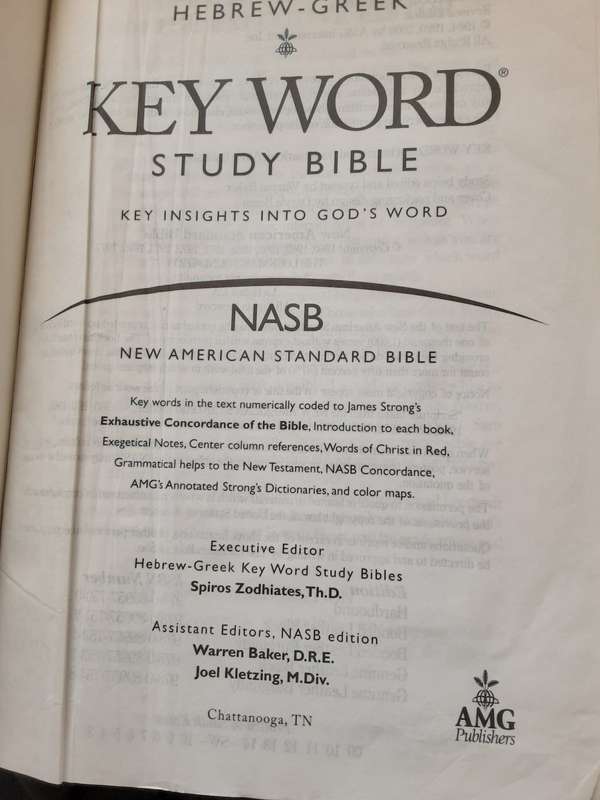 HEBREW-GREEK
KEY WORD®
STUDY BIBLE
KEY INSIGHTS INTO GOD'S WORD
NASB
NEW AMERICAN STANDARD BIBLE
Key words in the text numerically coded to James Strong's
Exhaustive Concordance of the Bible, Introduction to each book,
Exegetical Notes, Center column references, Words of Christ in Red,
Grammatical helps to the New Testament, NASB Concordance,
AMG's Annotated Strong's Dictionaries, and color maps.
Executive Editor
Hebrew-Greek Key Word Study Bibles
Spiros Zodhiates, Th.D.
Assistant Editors, NASB edition
Warren Baker, D.R.E.
Joel Kletzing, M.Div.
Chattanooga, TN
AMG
Publishers